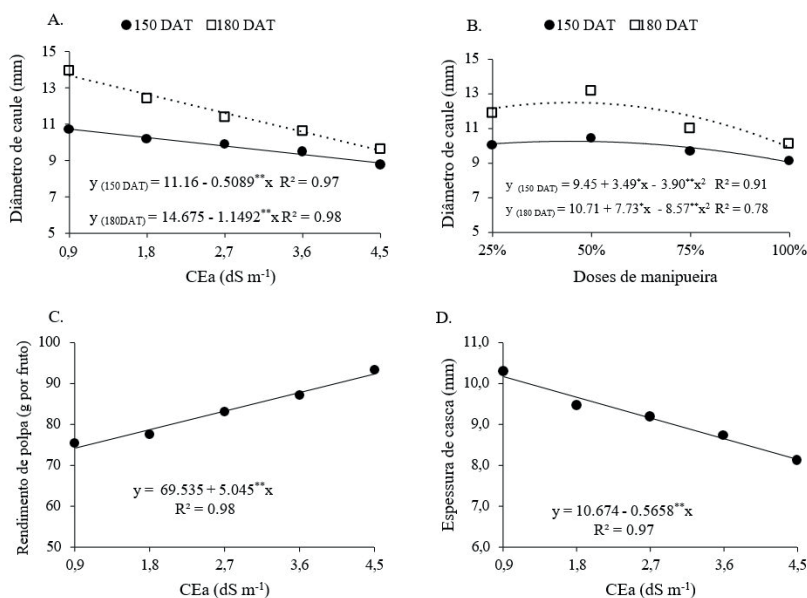 A.
● 150 DAT □ 180 DAT
Diâmetro de caule (mm)
15
13
11
9
7
5
y (150 DAT) = 11.16 - 0.5089**x R² = 0.97
y (180DAT) = 14.675 - 1.1492**x R² = 0.98
0,9 1,8 2,7 3,6 4,5
CEa (dS m⁻¹)
B.
● 150 DAT □ 180 DAT
Diâmetro de caule (mm)
15
13
11
9
7
5
y (150 DAT) = 9.45 + 3.49*x - 3.90**x² R² = 0.91
y (180 DAT) = 10.71 + 7.73*x - 8.57**x² R² = 0.78
25% 50% 75% 100%
Doses de manipueira
C.
Rendimento de polpa (g por fruto)
100
90
80
70
60
50
y = 69.535 + 5.045**x
R² = 0.98
0,9 1,8 2,7 3,6 4,5
CEa (dS m⁻¹)
D.
Espessura de casca (mm)
11,0
10,0
9,0
8,0
7,0
6,0
y = 10.674 - 0.5658**x
R² = 0.97
0,9 1,8 2,7 3,6 4,5
CEa (dS m⁻¹)